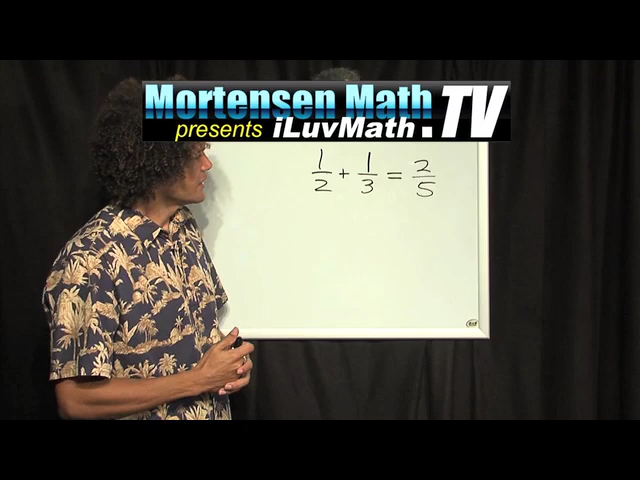 Mortensen Math.TV
presents iLuvMath
1/2 + 1/3 = 2/5